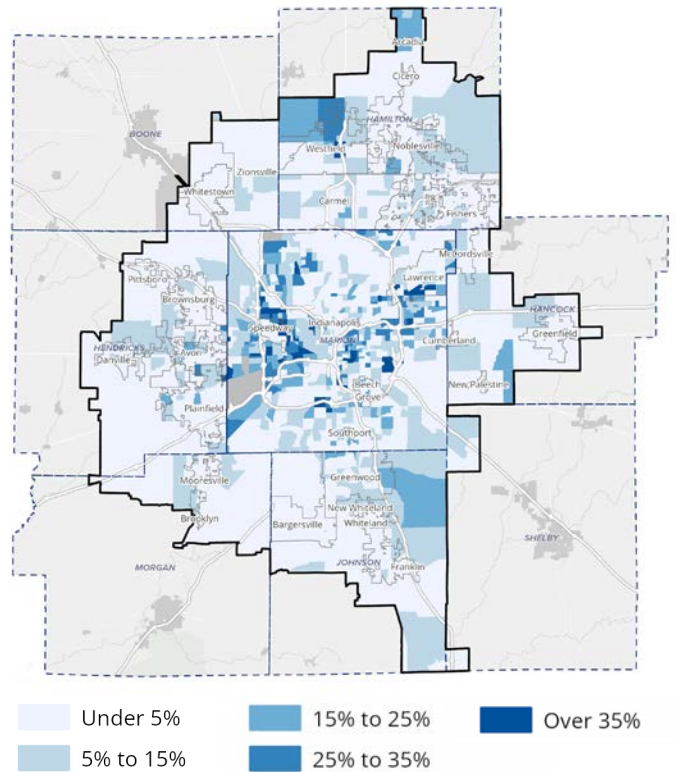 Arcadia
Cicero
BOONE
HAMILTON
Westfield
Noblesville
Zionsville
Whitestown
Carmel
Fishers
McCordsville
Pittsboro
Lawrence
Brownsburg
HANCOCK
Speedway
Indianapolis
Greenfield
MARION
Cumberland
HENDRICKS
Avon
Danville
Beech
Grove
New Palestine
Plainfield
Southport
Mooresville
Greenwood
New Whiteland
Brooklyn
Bargersville
Whiteland
SHELBY
MORGAN
JOHNSON
Franklin
Under 5%
15% to 25%
Over 35%
5% to 15%
25% to 35%